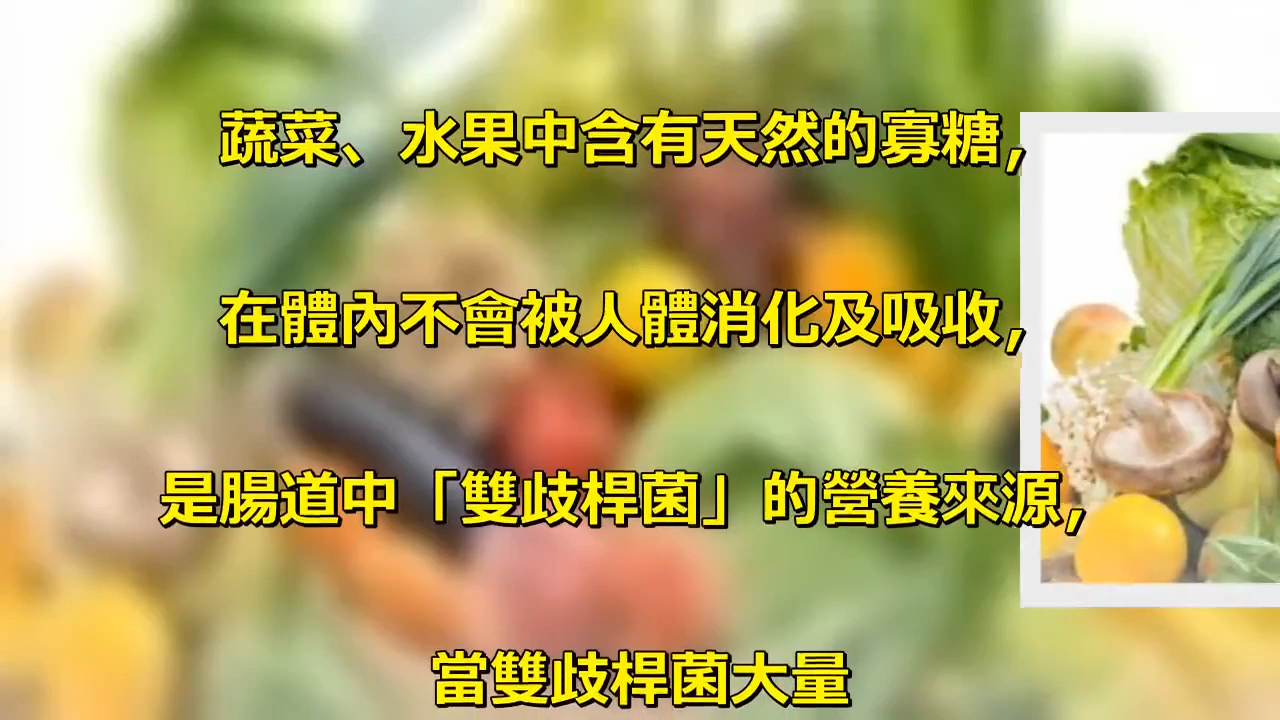 蔬菜、水果中含有天然的寡糖，
在體內不會被人體消化及吸收，
是腸道中「雙歧桿菌」的營養來源，
當雙歧桿菌大量